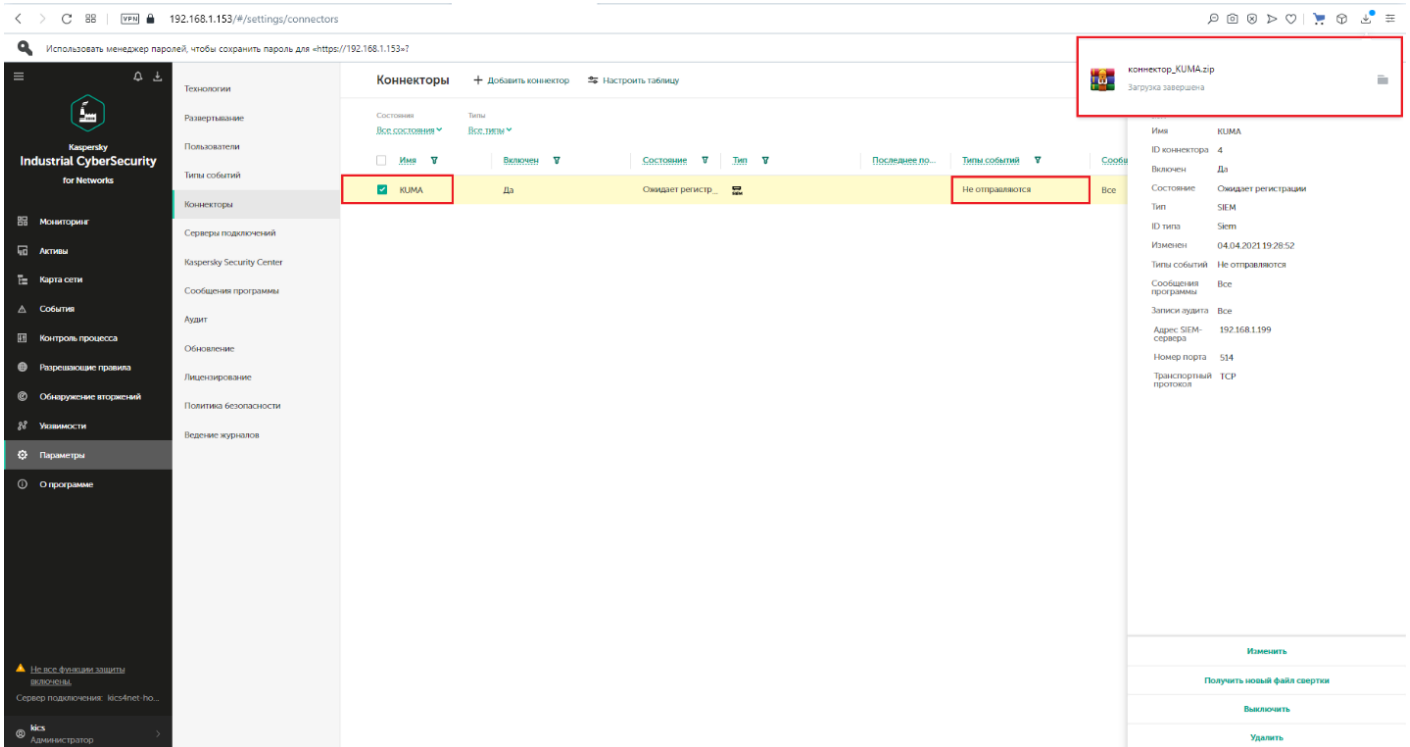 VPN 192.168.1.153/#/settings/connectors
Использовать менеджер паролей, чтобы сохранить пароль для «https://192.168.1.153»?
коннектор_KUMA.zip
Загрузка завершена
Kaspersky
Industrial CyberSecurity
for Networks
Мониторинг
Активы
Карта сети
События
Контроль процесса
Разрешающие правила
Обнаружение вторжений
Уязвимости
Параметры
О программе
Не все функции защиты
включены.
Сервер подключения: kics4net-ho...
kics
Администратор
Технологии
Развертывание
Пользователи
Типы событий
Коннекторы
Серверы подключений
Kaspersky Security Center
Сообщения программы
Аудит
Обновление
Лицензирование
Политика безопасности
Ведение журналов
Коннекторы + Добавить коннектор Настроить таблицу
Состояния Типы
Все состояния Все типы
Имя Включен Состояние Тип Последнее по... Типы событий Сообщ
KUMA Да Ожидает регистр_ SIEM Не отправляются Все
Имя KUMA
ID коннектора 4
Включен Да
Состояние Ожидает регистрации
Тип SIEM
ID типа Siem
Изменен 04.04.2021 19:28:52
Типы событий Не отправляются
Сообщения Все
программы
Записи аудита Все
Адрес SIEM- 192.168.1.199
сервера
Номер порта 514
Транспортный TCP
протокол
Изменить
Получить новый файл свертки
Выключить
Удалить